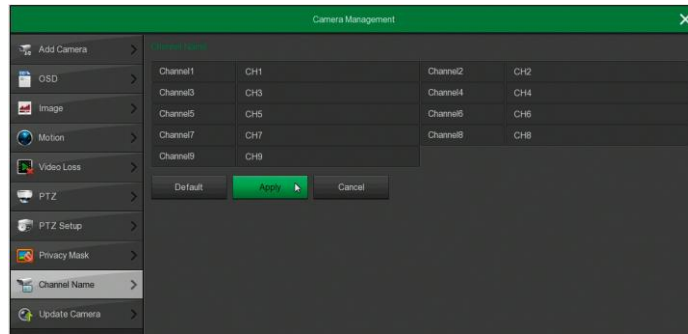 Camera Management
Add Camera
OSD
Image
Motion
Video Loss
PTZ
PTZ Setup
Privacy Mask
Channel Name
Update Camera
Channel Name
Channel1 CH1 Channel2 CH2
Channel3 CH3 Channel4 CH4
Channel5 CH5 Channel6 CH6
Channel7 CH7 Channel8 CH8
Channel9 CH9
Default Apply Cancel